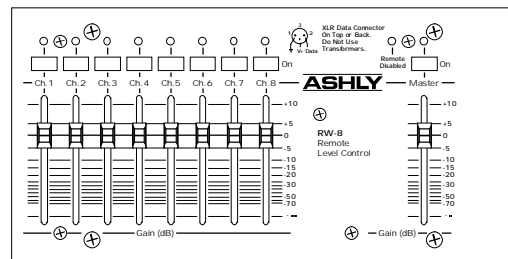 3
1 2
V+ Data
XLR Data Connector
On Top or Back.
Do Not Use
Transformers.
Remote
Disabled
On
On
Ch.1 Ch.2 Ch.3 Ch.4 Ch.5 Ch.6 Ch.7 Ch.8
ASHLY
Master
+10
+5
0
-5
-10
-15
-20
-30
-50
-70
-∞
RW-8
Remote
Level Control
+10
+5
0
-5
-10
-15
-20
-30
-50
-70
-∞
Gain (dB)
Gain (dB)